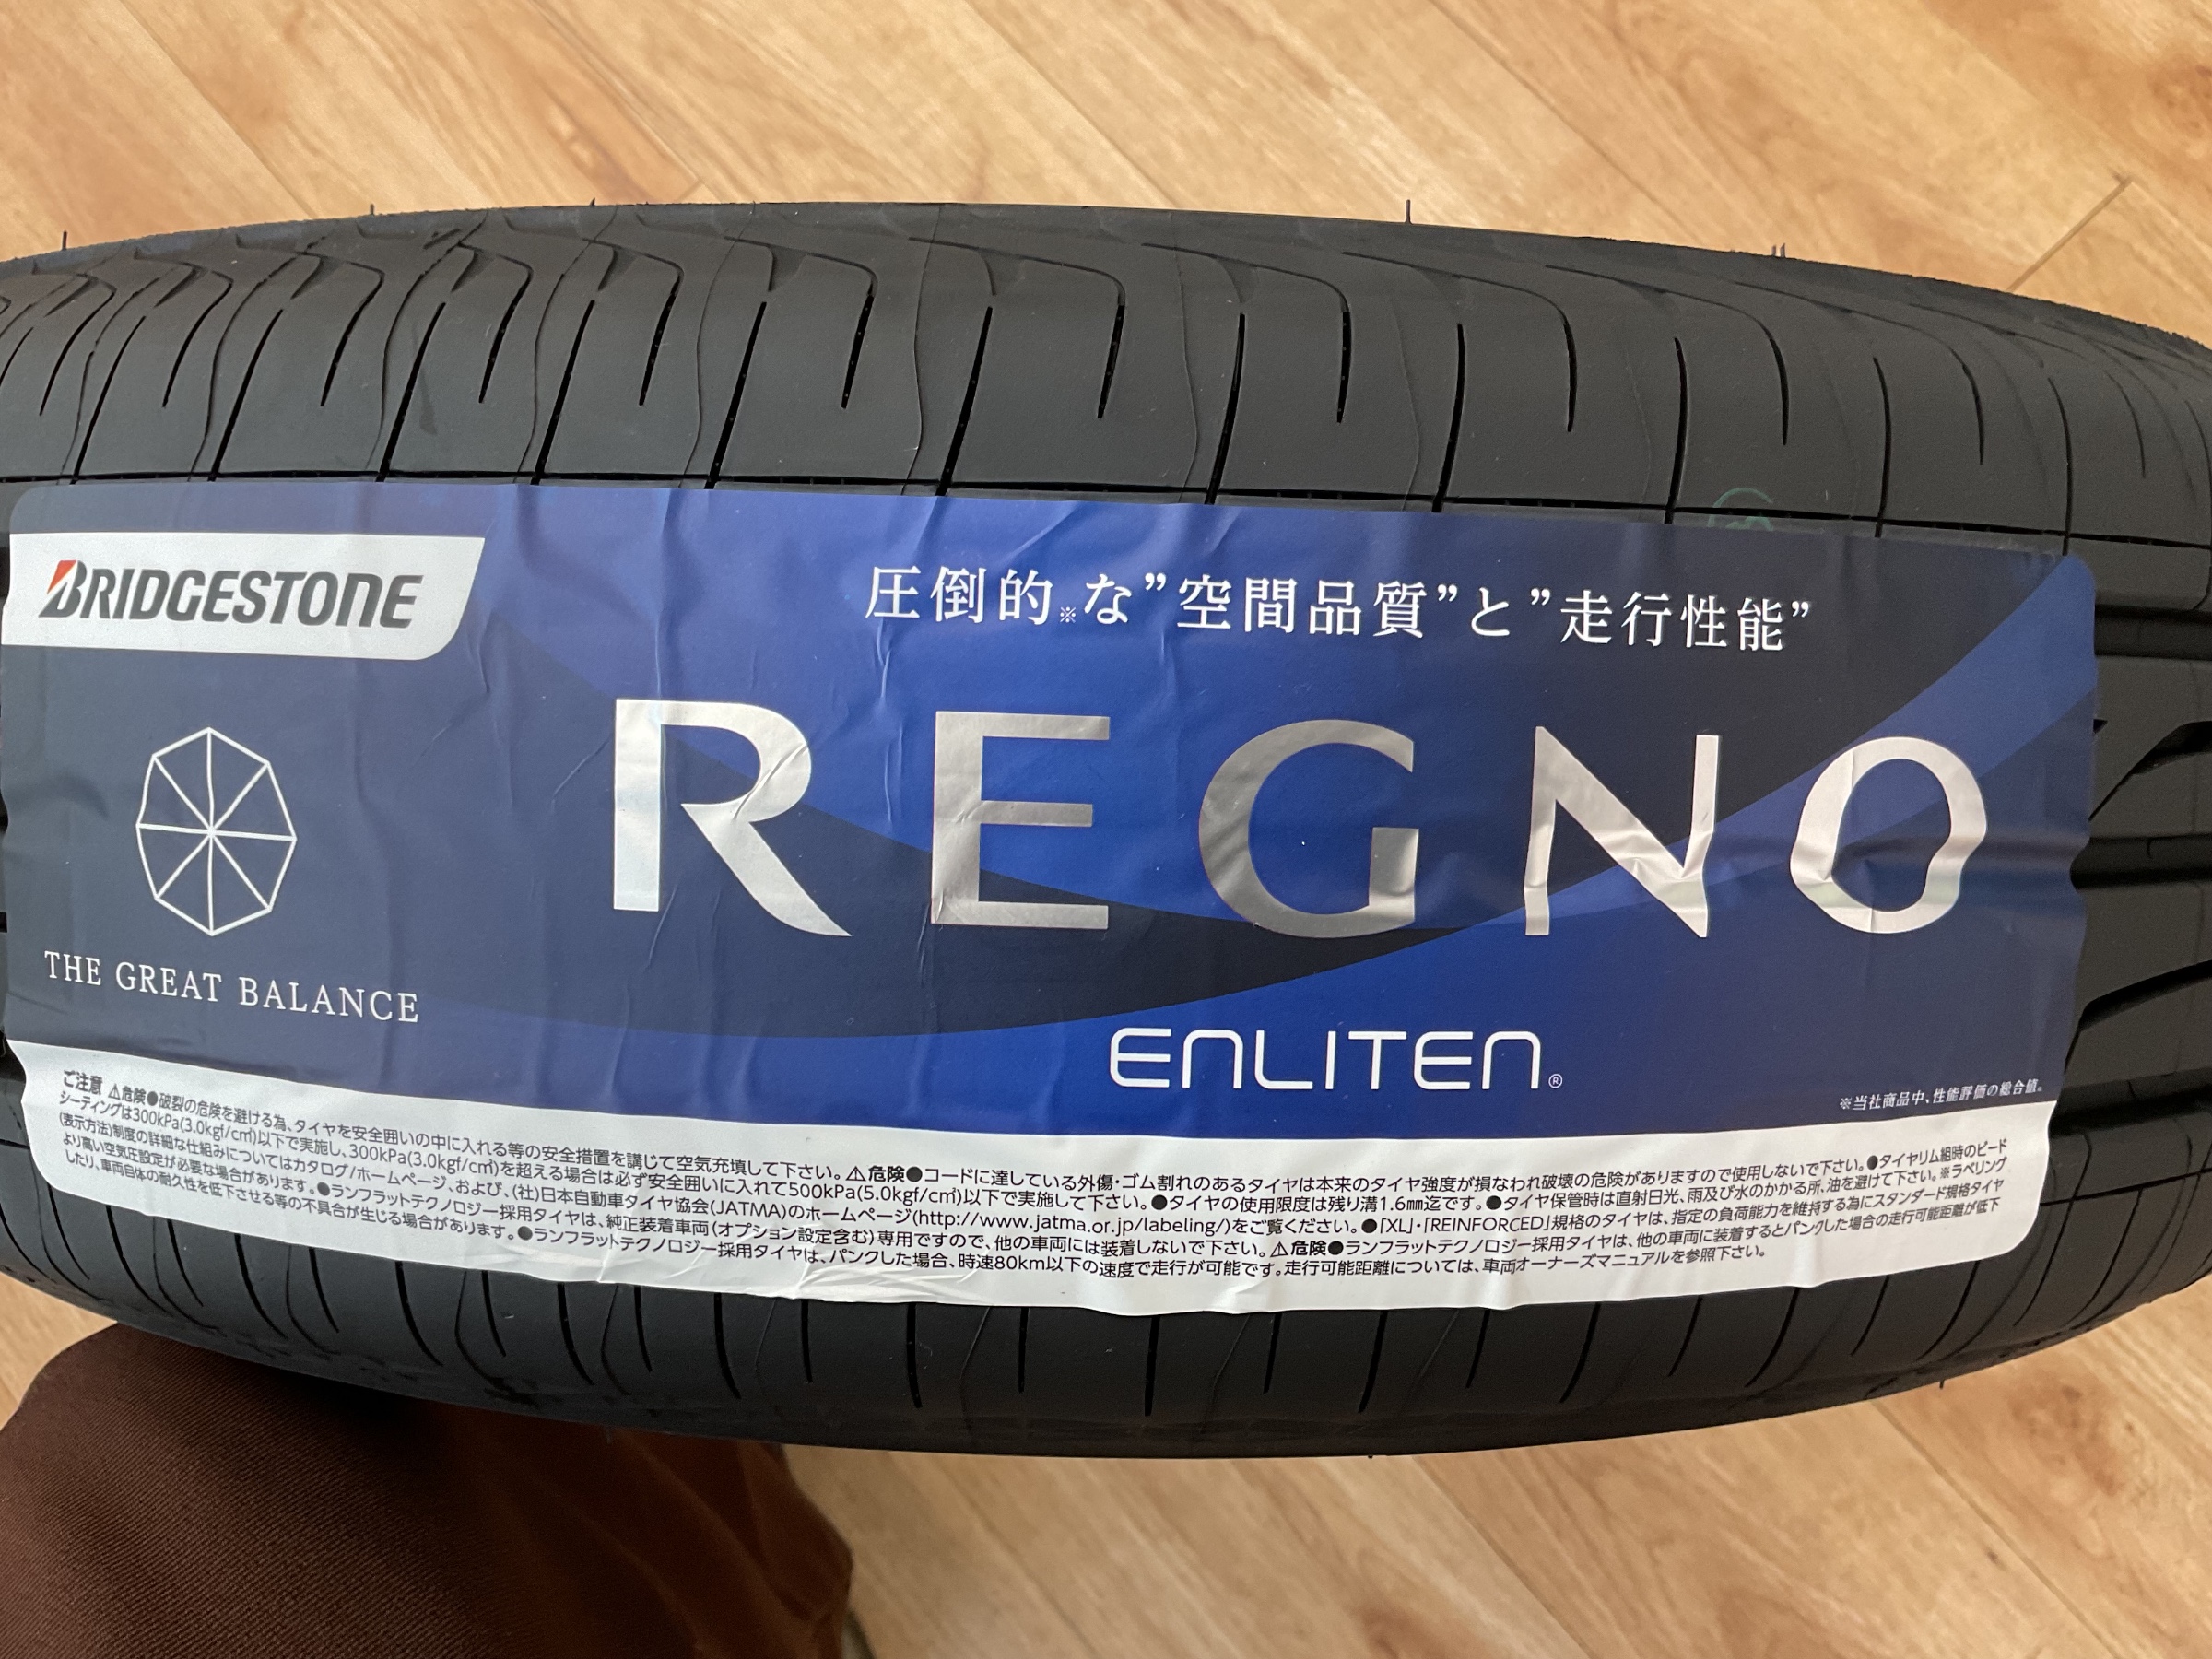 BRIDGESTONE
圧倒的※な”空間品質”と”走行性能”
REGNO
THE GREAT BALANCE
ENLITEN®
※当社商品中、性能評価の総合値。
ご注意 ⚠危険●破裂の危険を避ける為、タイヤを安全囲いの中に入れる等の安全措置を講じて空気充填して下さい。⚠危険●コードに達している外傷・ゴム割れのあるタイヤは本来のタイヤ強度が損なわれ破壊の危険がありますので使用しないで下さい。●タイヤリム組時のビード
シーティングは300kPa(3.0kgf/c㎡)以下で実施し、300kPa(3.0kgf/c㎡)を超える場合は必ず安全囲いに入れて500kPa(5.0kgf/c㎡)以下で実施して下さい。●タイヤの使用限度は残り溝1.6㎜迄です。●タイヤ保管時は直射日光、雨及び水のかかる所、油を避けて下さい。※ラベリング
(表示方法)制度の詳細な仕組みについてはカタログ/ホームページ、および、(社)日本自動車タイヤ協会(JATMA)のホームページ(http://www.jatma.or.jp/labeling/)をご覧ください。●「XL」・「REINFORCED」規格のタイヤは、指定の負荷能力を維持する為にスタンダード規格タイヤ
より高い空気圧設定が必要な場合があります。●ランフラットテクノロジー採用タイヤは、純正装着車両(オプション設定含む)専用ですので、他の車両には装着しないで下さい。⚠危険●ランフラットテクノロジー採用タイヤは、他の車両に装着するとパンクした場合の走行可能距離が低下
したり、車両自体の耐久性を低下させる等の不具合が生じる場合があります。●ランフラットテクノロジー採用タイヤは、パンクした場合、時速80km以下の速度で走行が可能です。走行可能距離については、車両オーナーズマニュアルを参照下さい。